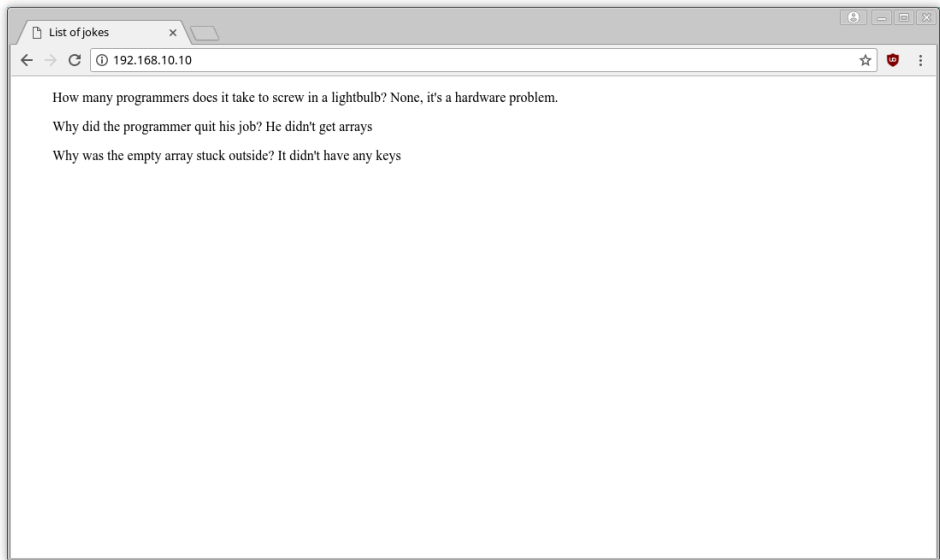 List of jokes
192.168.10.10
How many programmers does it take to screw in a lightbulb? None, it's a hardware problem.
Why did the programmer quit his job? He didn't get arrays
Why was the empty array stuck outside? It didn't have any keys